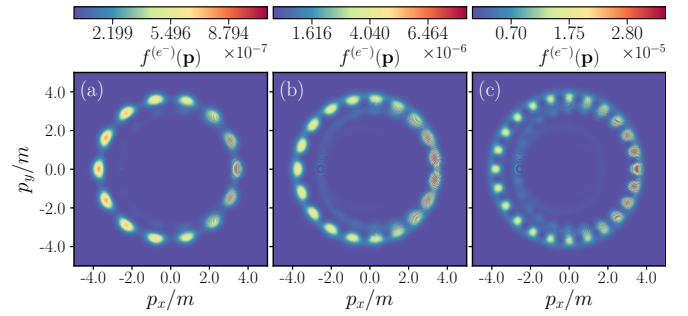 2.199 5.496 8.794 1.616 4.040 6.464 0.70 1.75 2.80
×10⁻⁷ ×10⁻⁶ ×10⁻⁵
f^(e⁻)(𝐩) f^(e⁻)(𝐩) f^(e⁻)(𝐩)
(a) (b) (c)
4.0
2.0
0.0
-2.0
-4.0
p_y/m
-4.0 -2.0 0.0 2.0 4.0 -4.0 -2.0 0.0 2.0 4.0 -4.0 -2.0 0.0 2.0 4.0
p_x/m p_x/m p_x/m